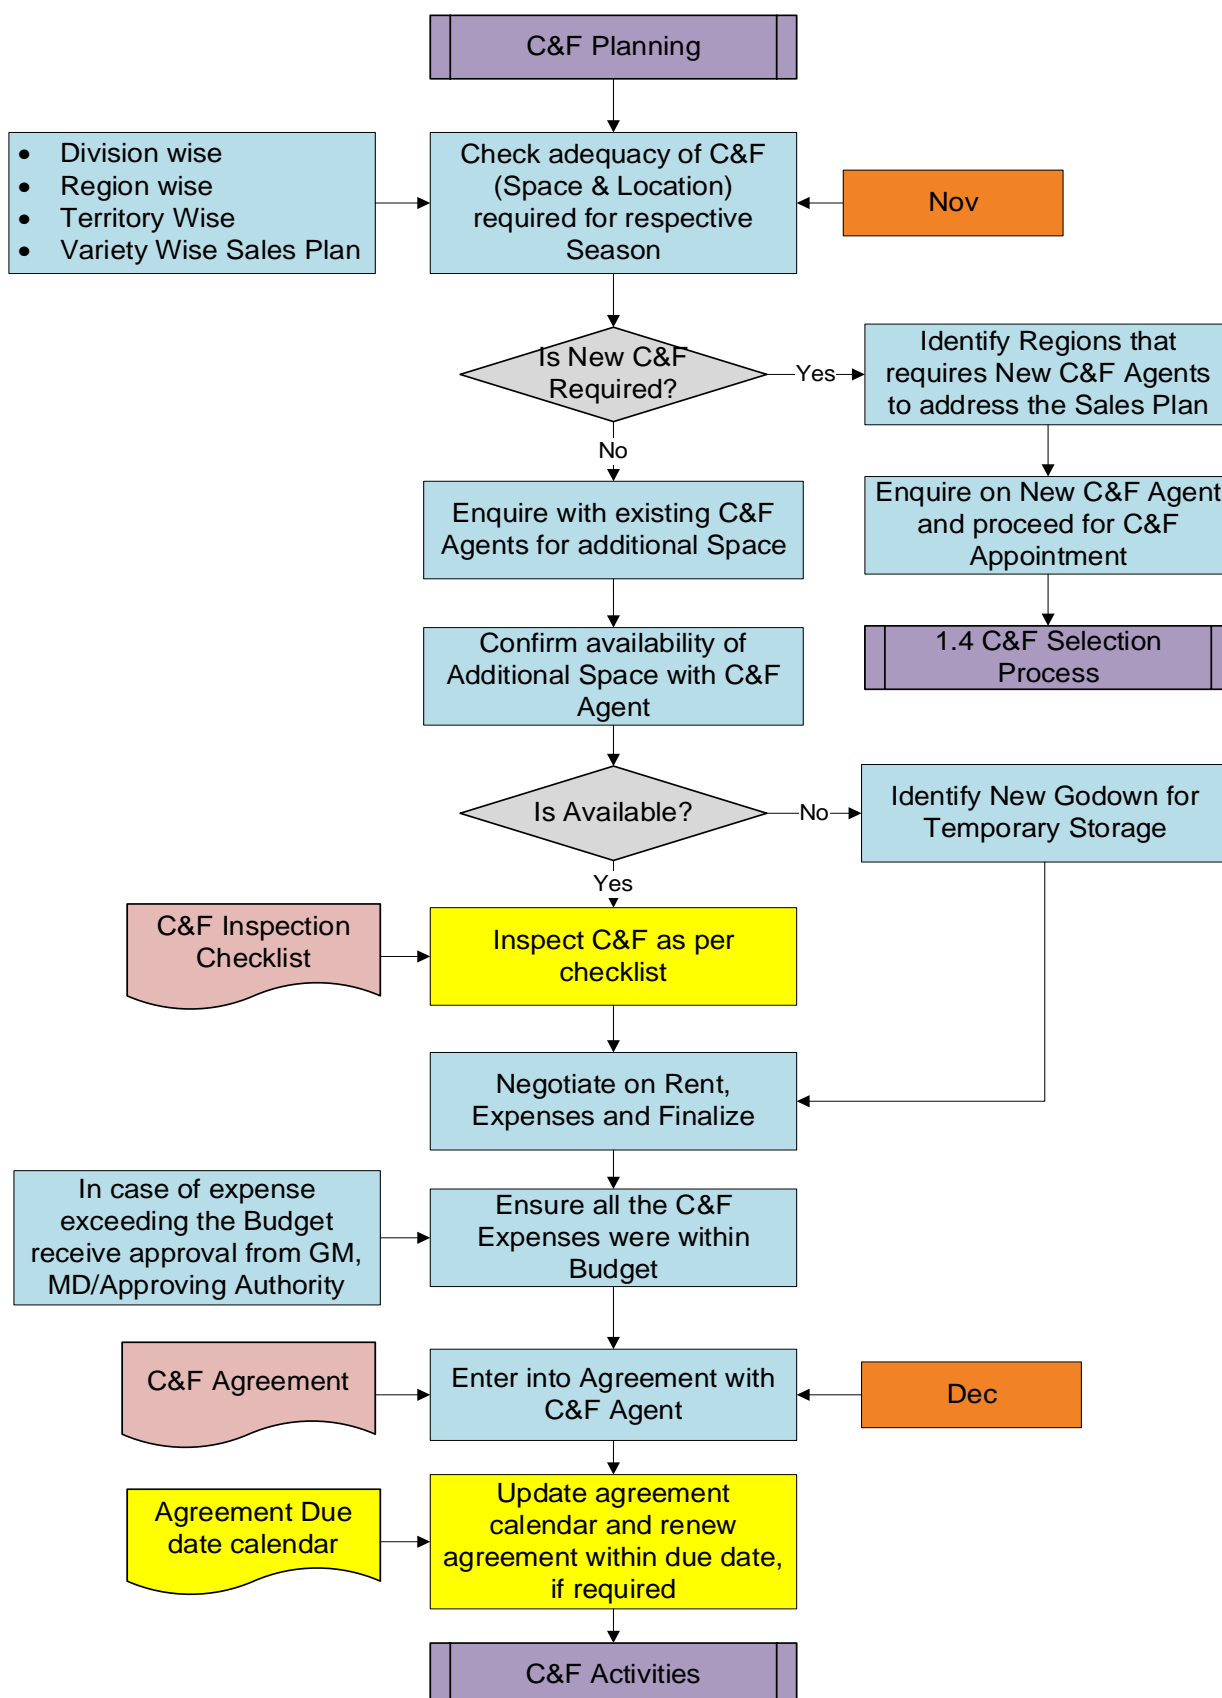 C&F Planning
• Division wise
• Region wise
• Territory Wise
• Variety Wise Sales Plan
Check adequacy of C&F
(Space & Location)
required for respective
Season
Nov
Is New C&F
Required?
Yes
Identify Regions that
requires New C&F Agents
to address the Sales Plan
No
Enquire with existing C&F
Agents for additional Space
Enquire on New C&F Agent
and proceed for C&F
Appointment
Confirm availability of
Additional Space with C&F
Agent
1.4 C&F Selection
Process
Is Available?
No
Identify New Godown for
Temporary Storage
Yes
C&F Inspection
Checklist
Inspect C&F as per
checklist
Negotiate on Rent,
Expenses and Finalize
In case of expense
exceeding the Budget
receive approval from GM,
MD/Approving Authority
Ensure all the C&F
Expenses were within
Budget
C&F Agreement
Enter into Agreement with
C&F Agent
Dec
Agreement Due
date calendar
Update agreement
calendar and renew
agreement within due date,
if required
C&F Activities